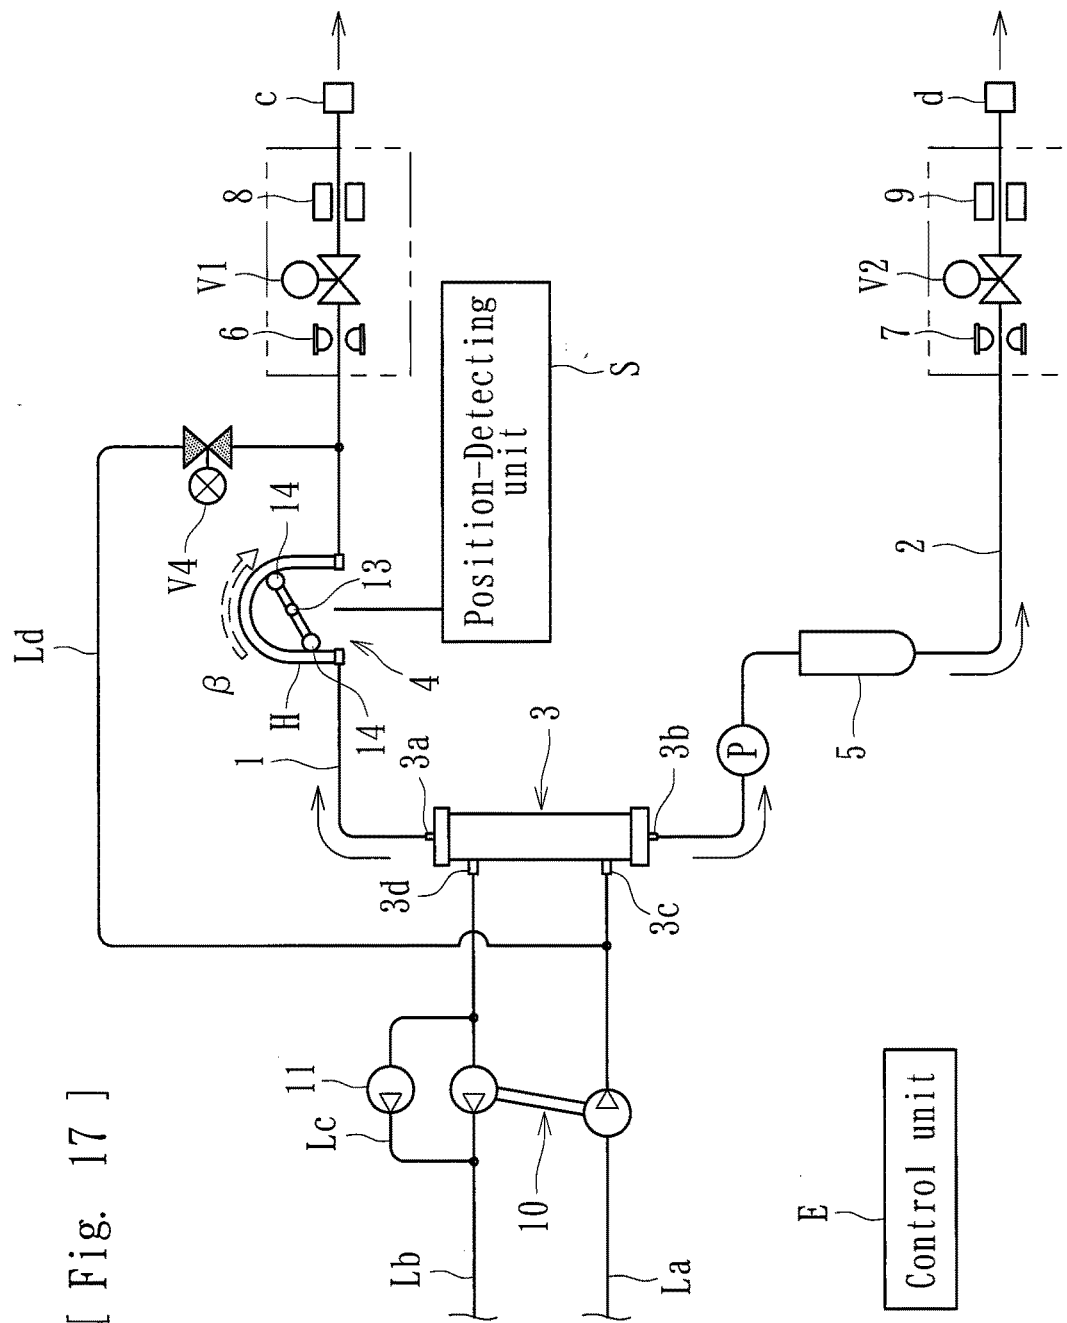 [ Fig. 17 ]
Ld
V4
β
H
14
14
13
4
1
V1
6
8
c
Position-Detecting
unit
S
3a
3
3b
3d
3c
P
5
2
7
V2
9
d
11
Lc
10
Lb
La
E
Control unit